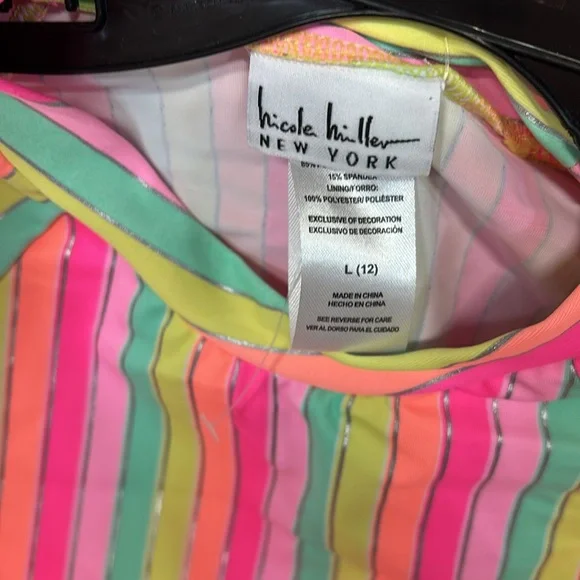 nicole miller
NEW YORK
15% SPANDEX
LINING/FORRO:
100% POLYESTER/POLIÉSTER
EXCLUSIVE OF DECORATION
EXCLUSIVO DE DECORACIÓN
L (12)
MADE IN CHINA
HECHO EN CHINA
SEE REVERSE FOR CARE
VER AL DORSO PARA EL CUIDADO